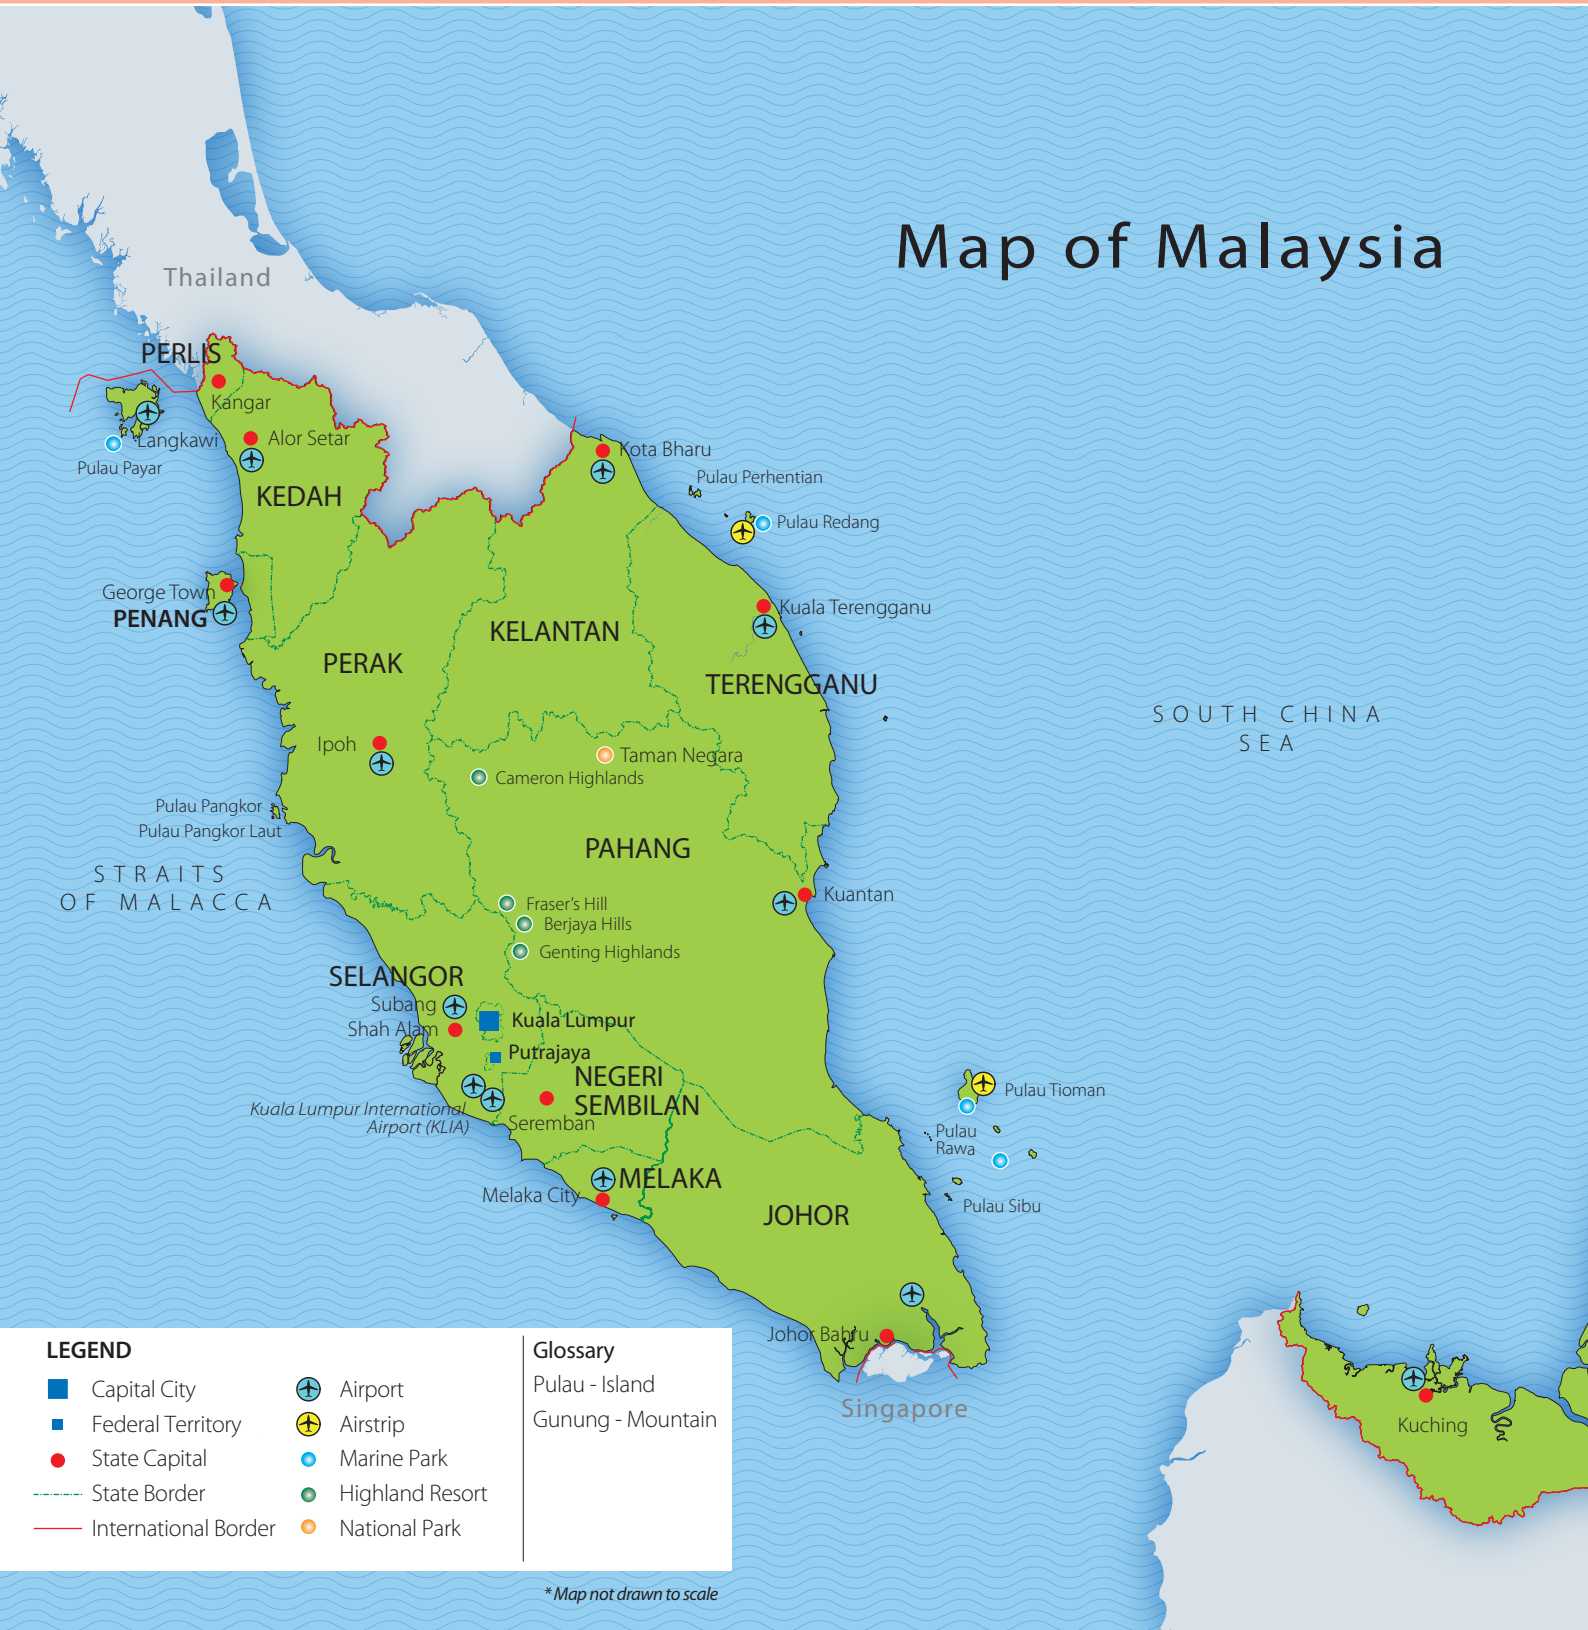 Map of Malaysia
Thailand
PERLIS
Kangar
Langkawi
Alor Setar
Pulau Payar
KEDAH
Kota Bharu
Pulau Perhentian
Pulau Redang
George Town
PENANG
KELANTAN
Kuala Terengganu
PERAK
TERENGGANU
SOUTH CHINA
SEA
Ipoh
Taman Negara
Cameron Highlands
Pulau Pangkor
Pulau Pangkor Laut
PAHANG
STRAITS
OF MALACCA
Fraser's Hill
Kuantan
Berjaya Hills
Genting Highlands
SELANGOR
Subang
Shah Alam
Kuala Lumpur
Putrajaya
NEGERI
SEMBILAN
Kuala Lumpur International
Airport (KLIA)
Seremban
Pulau Tioman
Pulau
Rawa
MELAKA
Melaka City
Pulau Sibu
JOHOR
Johor Bahru
Singapore
Kuching
LEGEND
Capital City
Federal Territory
State Capital
State Border
International Border
Airport
Airstrip
Marine Park
Highland Resort
National Park
Glossary
Pulau - Island
Gunung - Mountain
* Map not drawn to scale